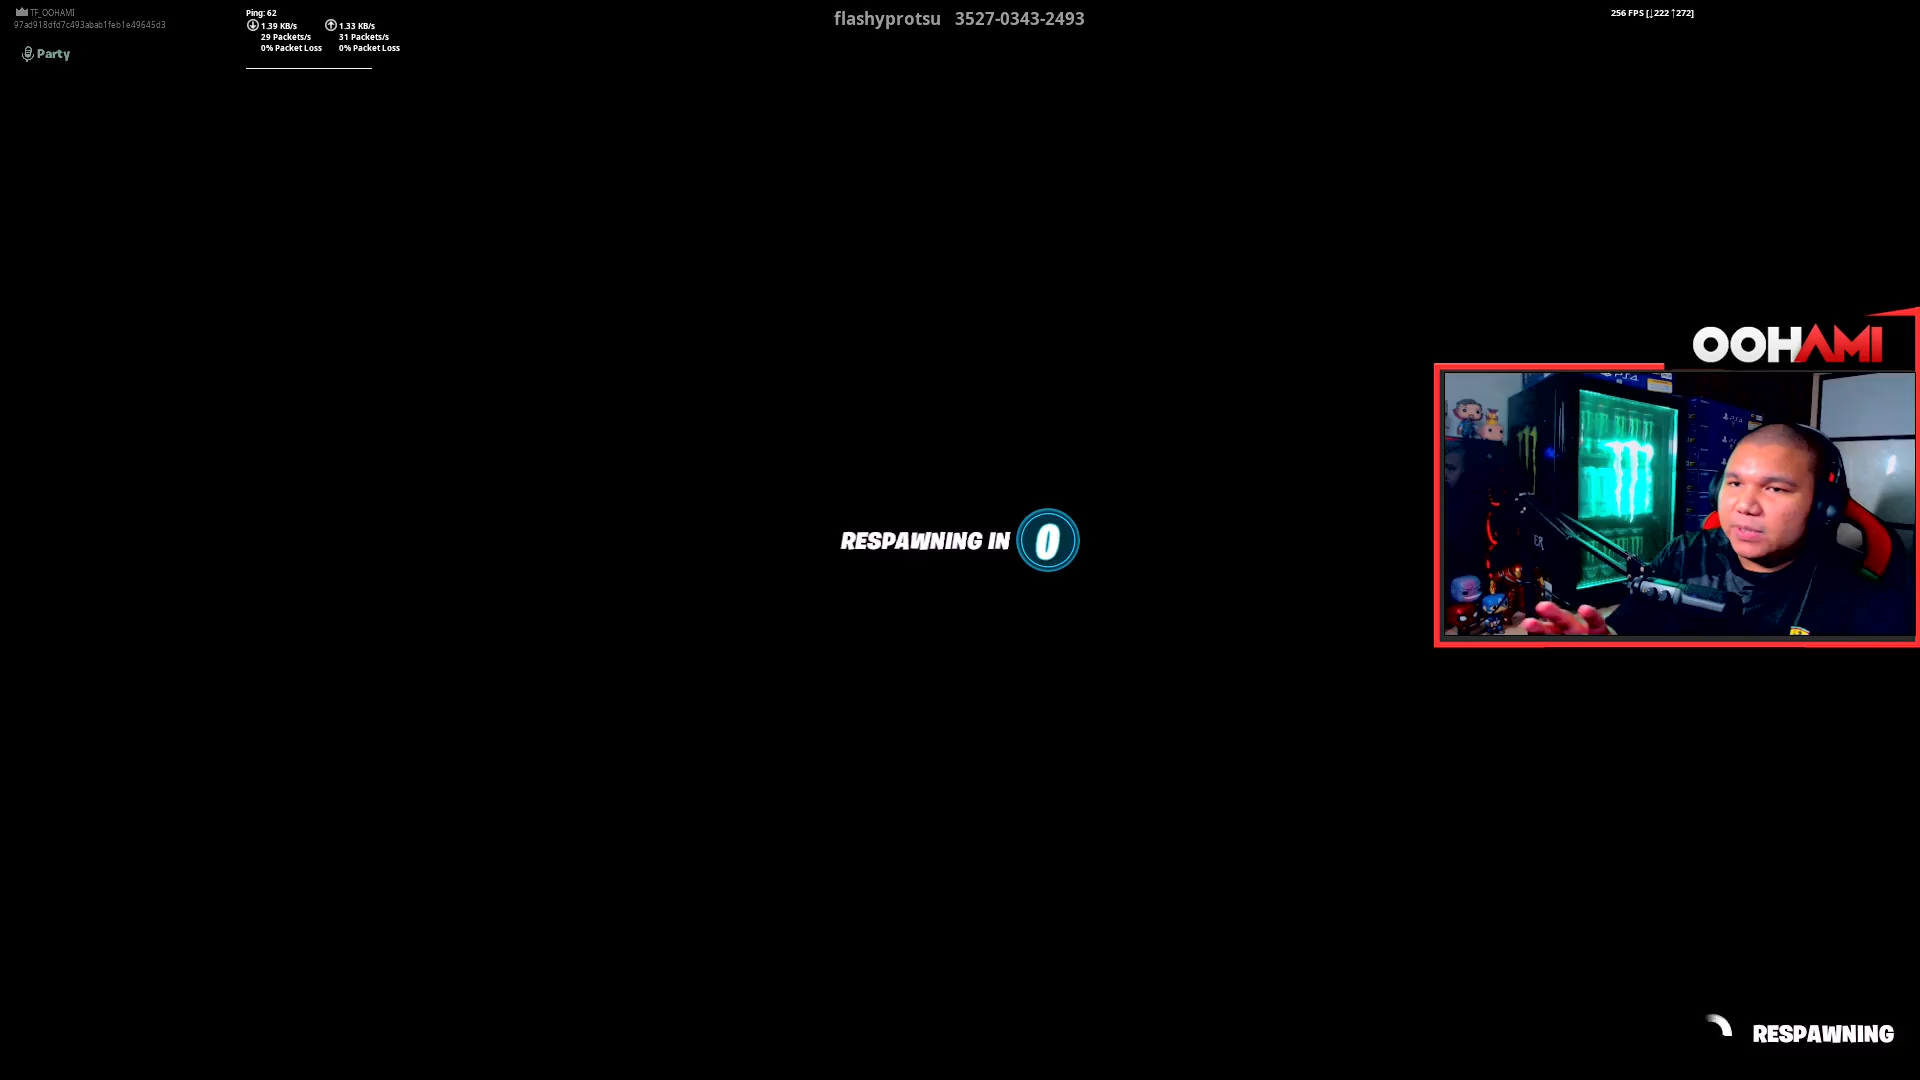 TF_OOHAMI
97ad918dfd7c493abab1feb1e49645d3
Party
Ping: 62
1.39 KB/s 1.33 KB/s
29 Packets/s 31 Packets/s
0% Packet Loss 0% Packet Loss
flashyprotsu 3527-0343-2493
256 FPS [↓222 ↑272]
OOHAMI
PS4
RESPAWNING IN 0
RESPAWNING